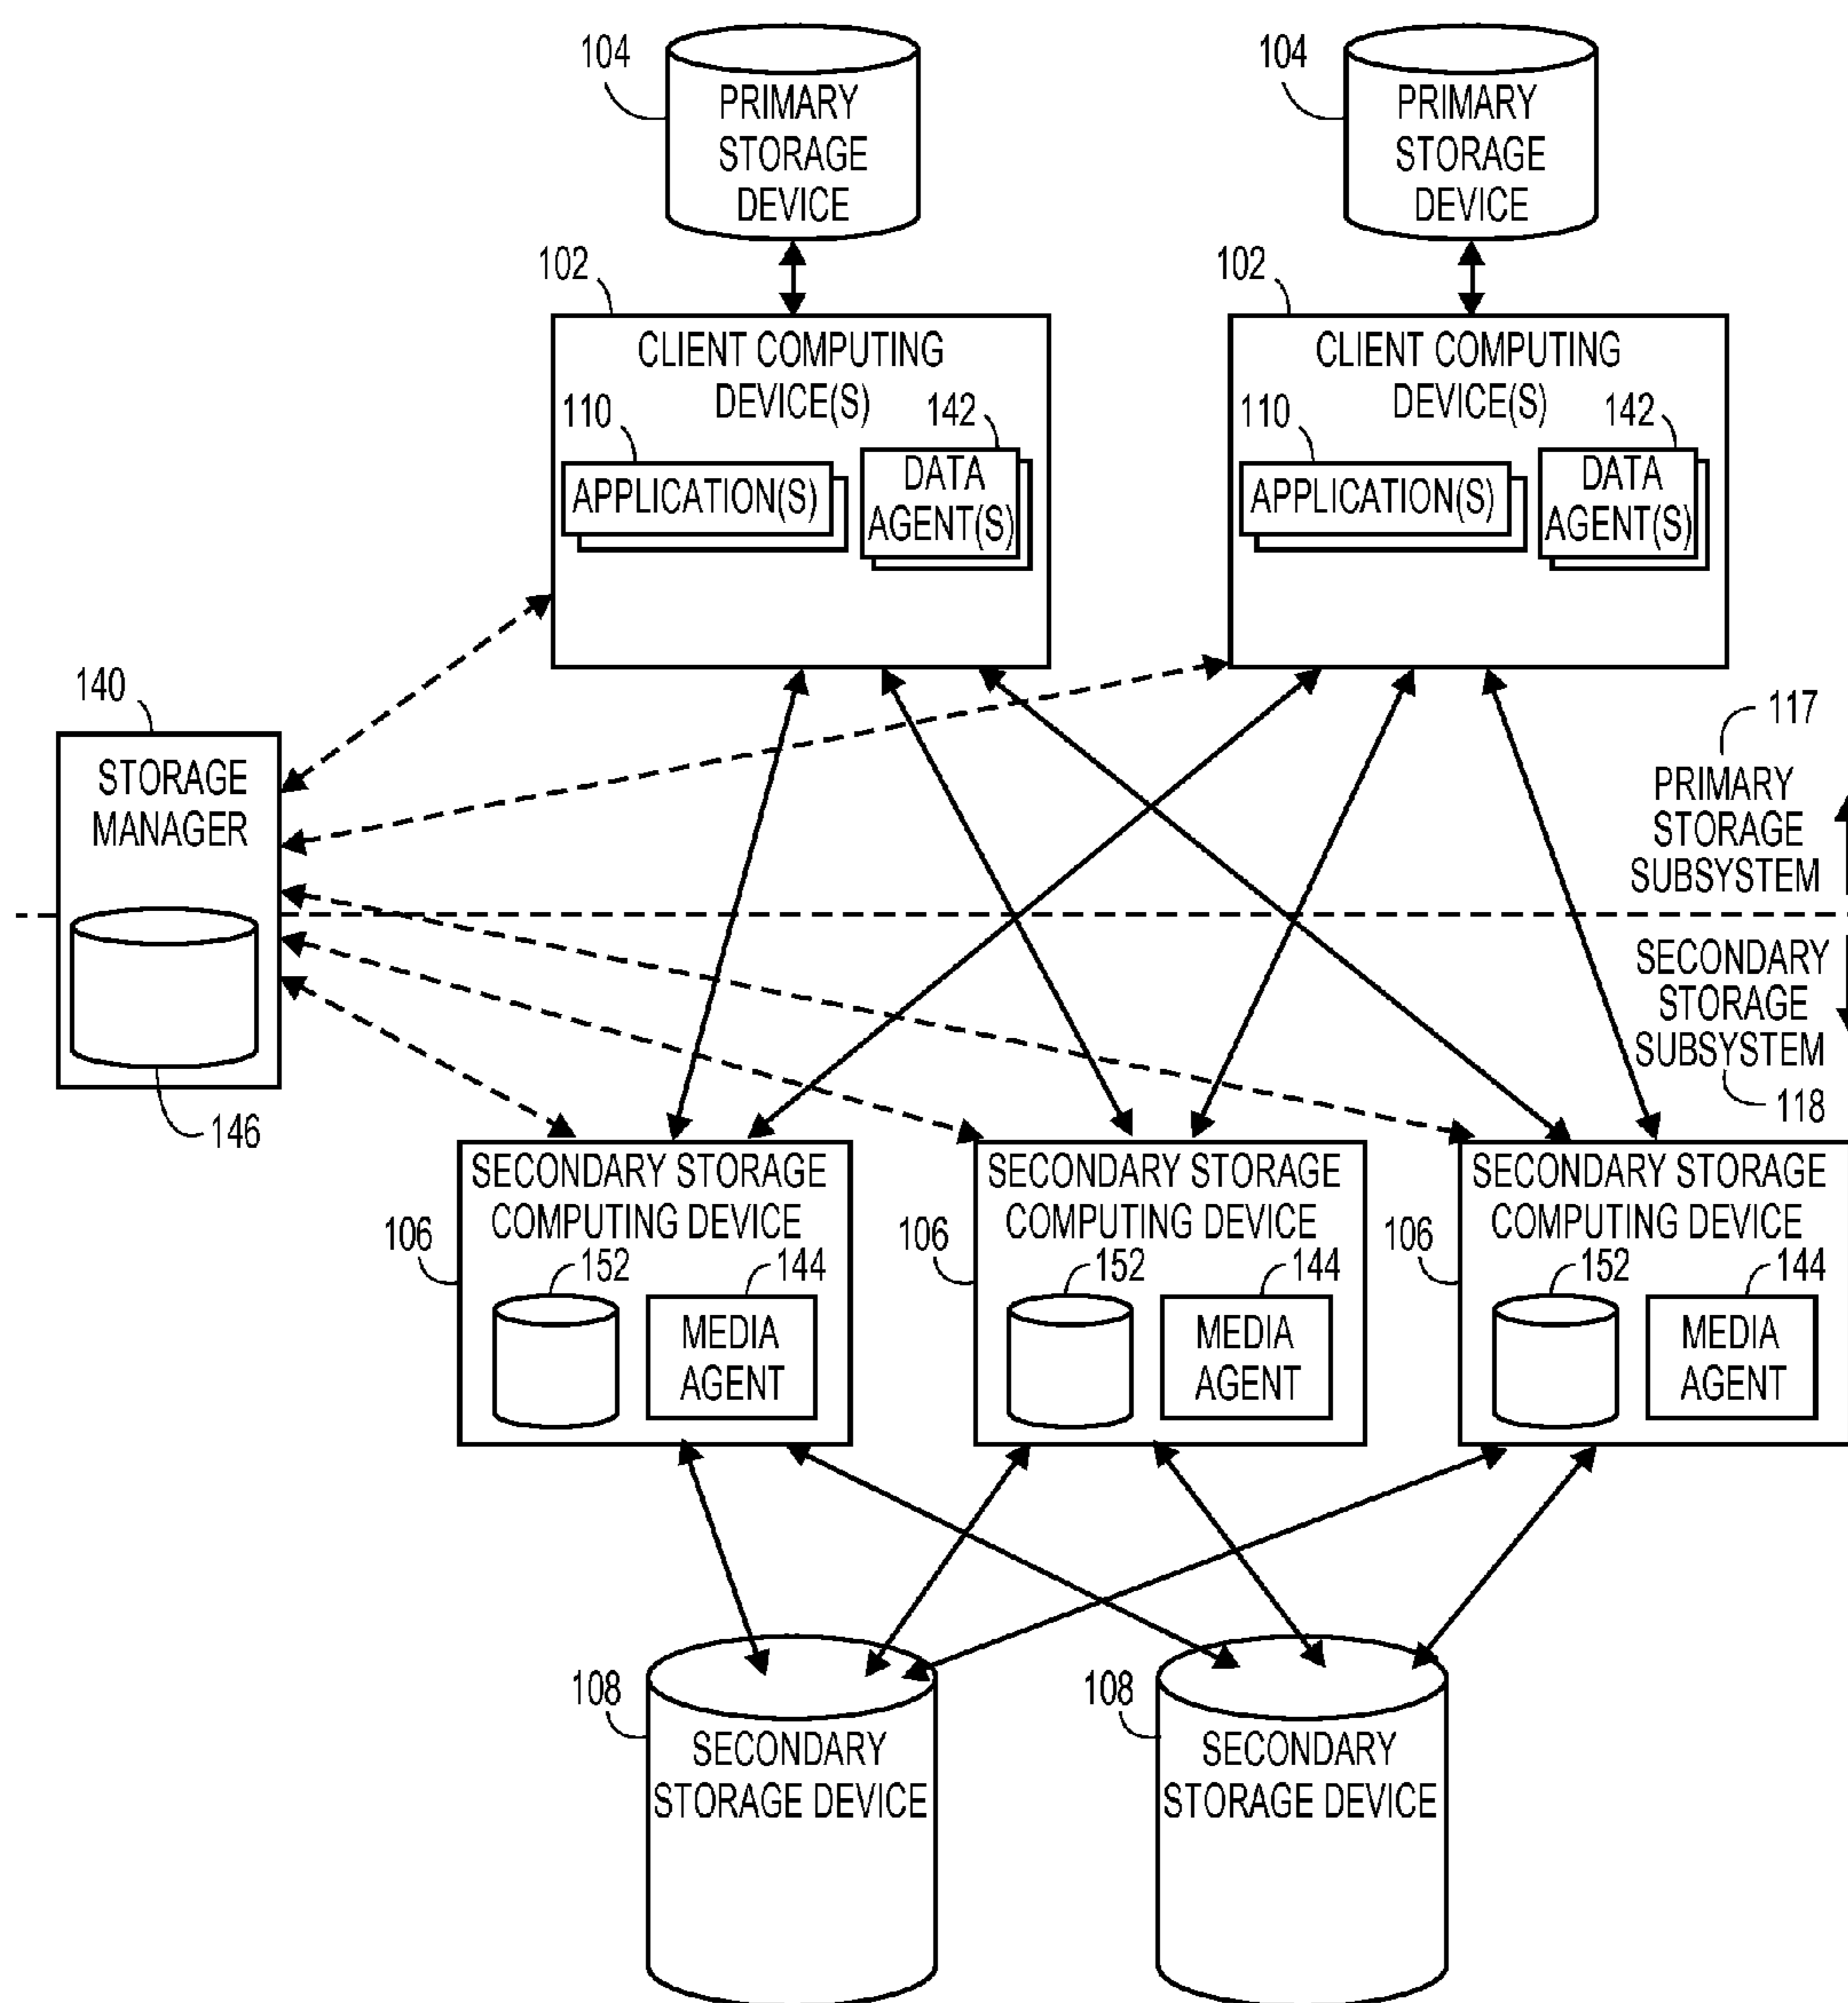 104
PRIMARY
STORAGE
DEVICE
104
PRIMARY
STORAGE
DEVICE
102
CLIENT COMPUTING
DEVICE(S)
110
142
APPLICATION(S)
DATA
AGENT(S)
102
CLIENT COMPUTING
DEVICE(S)
110
142
APPLICATION(S)
DATA
AGENT(S)
140
STORAGE
MANAGER
146
117
PRIMARY
STORAGE
SUBSYSTEM
SECONDARY
STORAGE
SUBSYSTEM
118
SECONDARY STORAGE
COMPUTING DEVICE
106
152
144
MEDIA
AGENT
SECONDARY STORAGE
COMPUTING DEVICE
106
152
144
MEDIA
AGENT
SECONDARY STORAGE
COMPUTING DEVICE
106
152
144
MEDIA
AGENT
108
SECONDARY
STORAGE DEVICE
108
SECONDARY
STORAGE DEVICE